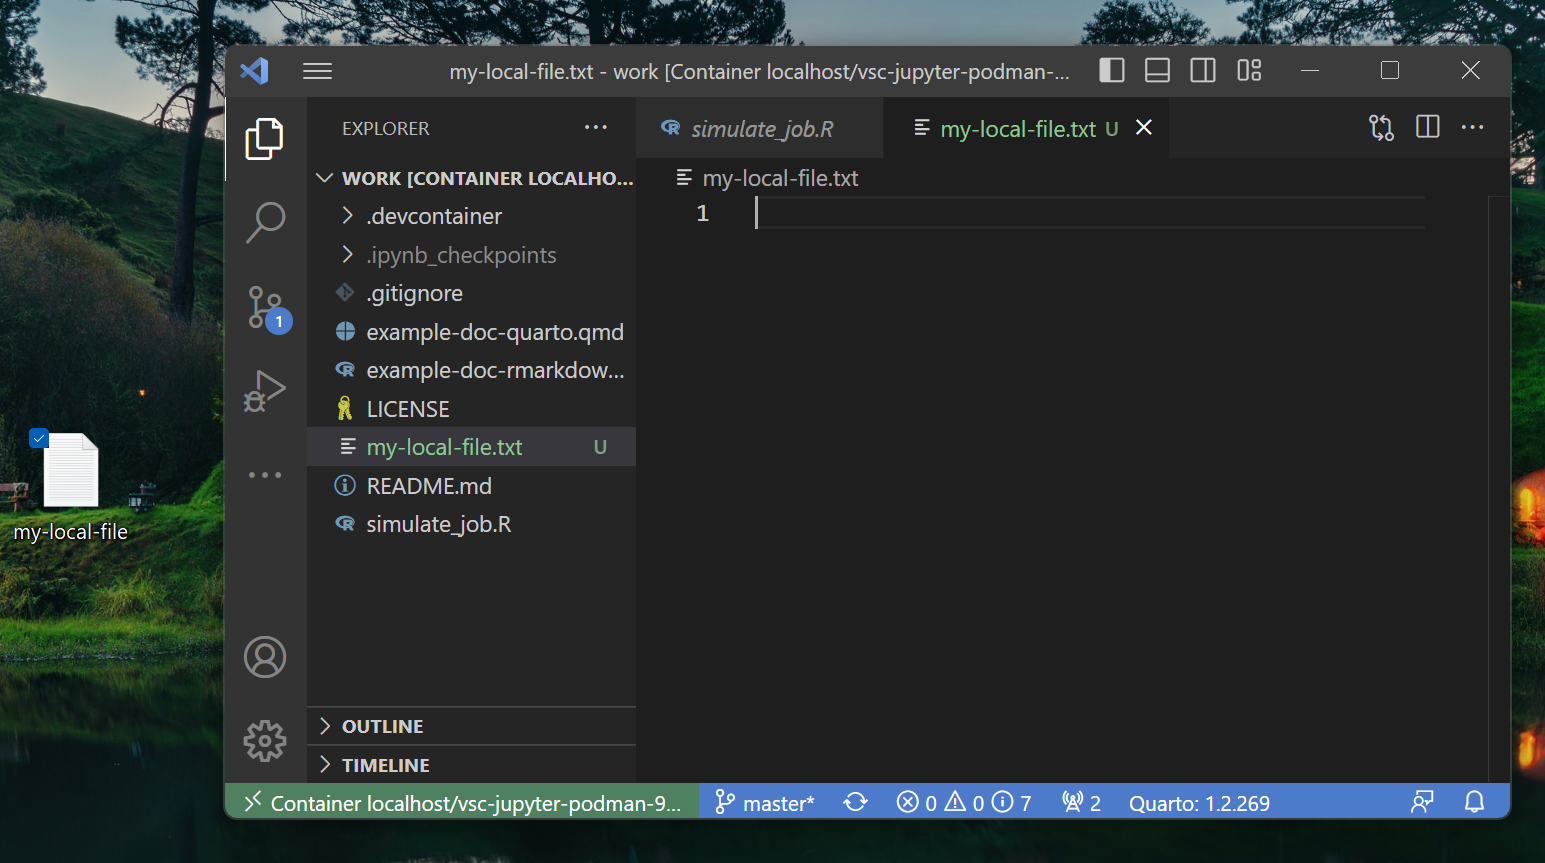 my-local-file.txt - work [Container localhost/vsc-jupyter-podman-...
EXPLORER
simulate_job.R
my-local-file.txt U
WORK [CONTAINER LOCALHO...
my-local-file.txt
.devcontainer
1
.ipynb_checkpoints
.gitignore
1
example-doc-quarto.qmd
example-doc-rmarkdow...
LICENSE
my-local-file.txt U
README.md
simulate_job.R
my-local-file
OUTLINE
TIMELINE
Container localhost/vsc-jupyter-podman-9... master* 0 0 7 2 Quarto: 1.2.269